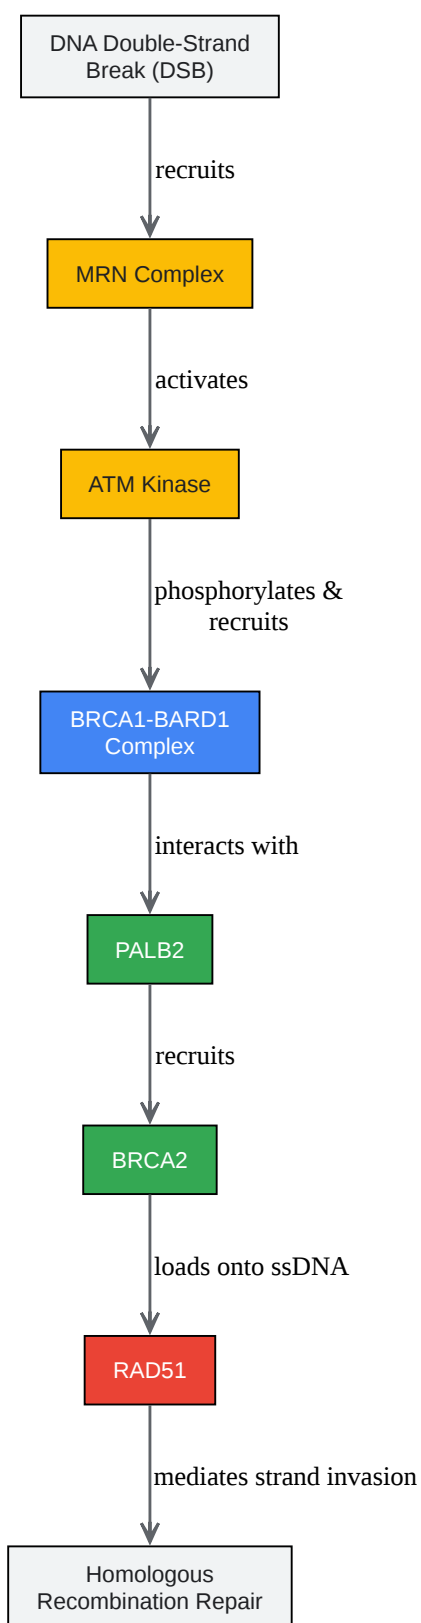 DNA Double-Strand
Break (DSB)
recruits
MRN Complex
activates
ATM Kinase
phosphorylates &
recruits
BRCA1-BARD1
Complex
interacts with
PALB2
recruits
BRCA2
loads onto ssDNA
RAD51
mediates strand invasion
Homologous
Recombination Repair